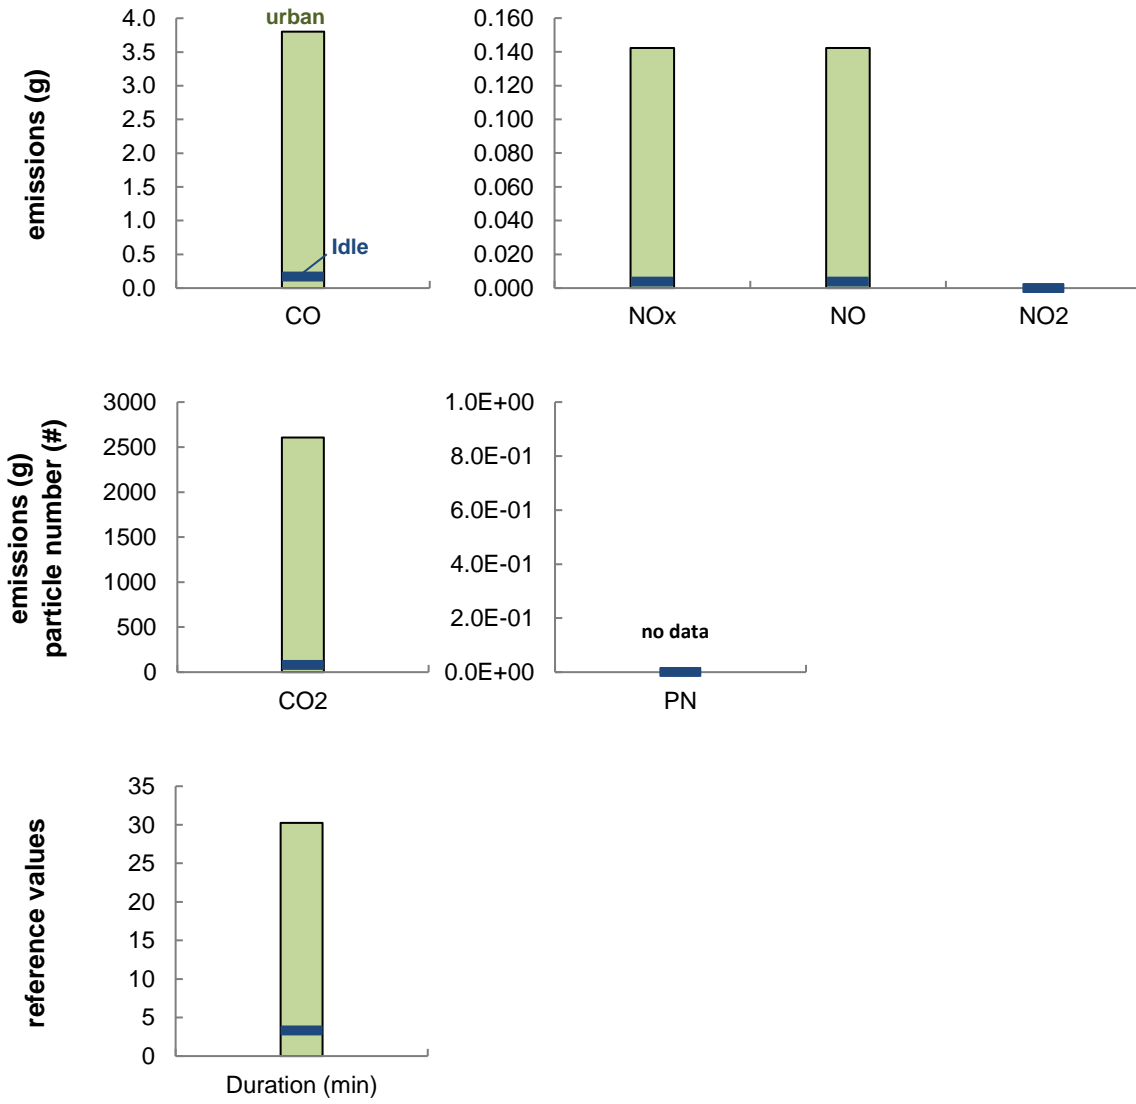 emissions (g)
4.0
3.5
3.0
2.5
2.0
1.5
1.0
0.5
0.0
urban
Idle
CO
0.160
0.140
0.120
0.100
0.080
0.060
0.040
0.020
0.000
NOx
NO
NO2
emissions (g)
particle number (#)
3000
2500
2000
1500
1000
500
0
CO2
1.0E+00
8.0E-01
6.0E-01
4.0E-01
2.0E-01
0.0E+00
no data
PN
reference values
35
30
25
20
15
10
5
0
Duration (min)